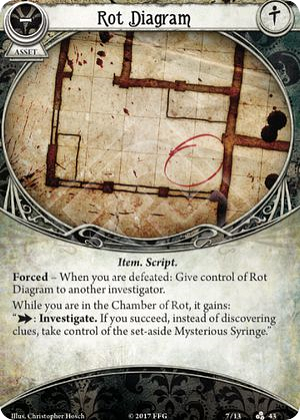 Rot Diagram
ASSET
Item. Script.
Forced – When you are defeated: Give control of Rot
Diagram to another investigator.
While you are in the Chamber of Rot, it gains:
“: Investigate. If you succeed, instead of discovering
clues, take control of the set-aside Mysterious Syringe.”
Illus. Christopher Hosch
© 2017 FFG
7/13
43